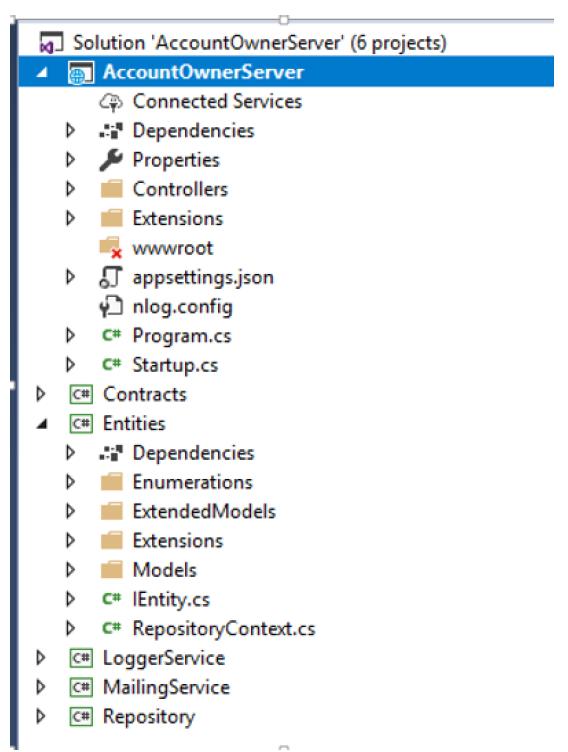 Solution 'AccountOwnerServer' (6 projects)
AccountOwnerServer
Connected Services
Dependencies
Properties
Controllers
Extensions
wwwroot
appsettings.json
nlog.config
C# Program.cs
C# Startup.cs
C# Contracts
C# Entities
Dependencies
Enumerations
ExtendedModels
Extensions
Models
C# IEntity.cs
C# RepositoryContext.cs
C# LoggerService
C# MailingService
C# Repository